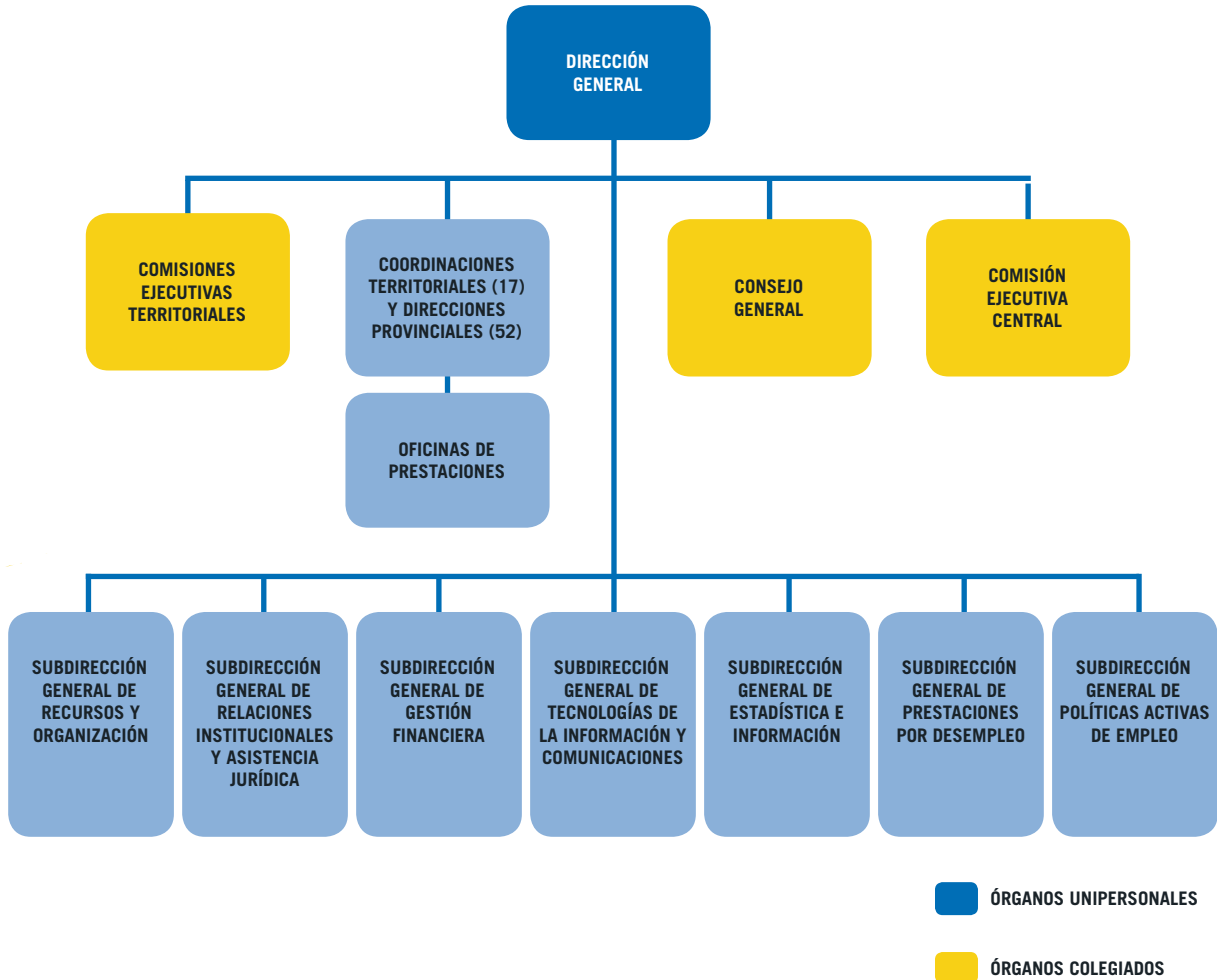 DIRECCIÓN
GENERAL
COMISIONES
EJECUTIVAS
TERRITORIALES
COORDINACIONES
TERRITORIALES (17)
Y DIRECCIONES
PROVINCIALES (52)
CONSEJO
GENERAL
COMISIÓN
EJECUTIVA
CENTRAL
OFICINAS DE
PRESTACIONES
SUBDIRECCIÓN
GENERAL DE
RECURSOS Y
ORGANIZACIÓN
SUBDIRECCIÓN
GENERAL DE
RELACIONES
INSTITUCIONALES
Y ASISTENCIA
JURÍDICA
SUBDIRECCIÓN
GENERAL DE
GESTIÓN
FINANCIERA
SUBDIRECCIÓN
GENERAL DE
TECNOLOGÍAS DE
LA INFORMACIÓN Y
COMUNICACIONES
SUBDIRECCIÓN
GENERAL DE
ESTADÍSTICA E
INFORMACIÓN
SUBDIRECCIÓN
GENERAL DE
PRESTACIONES
POR DESEMPLEO
SUBDIRECCIÓN
GENERAL DE
POLÍTICAS ACTIVAS
DE EMPLEO
ÓRGANOS UNIPERSONALES
ÓRGANOS COLEGIADOS